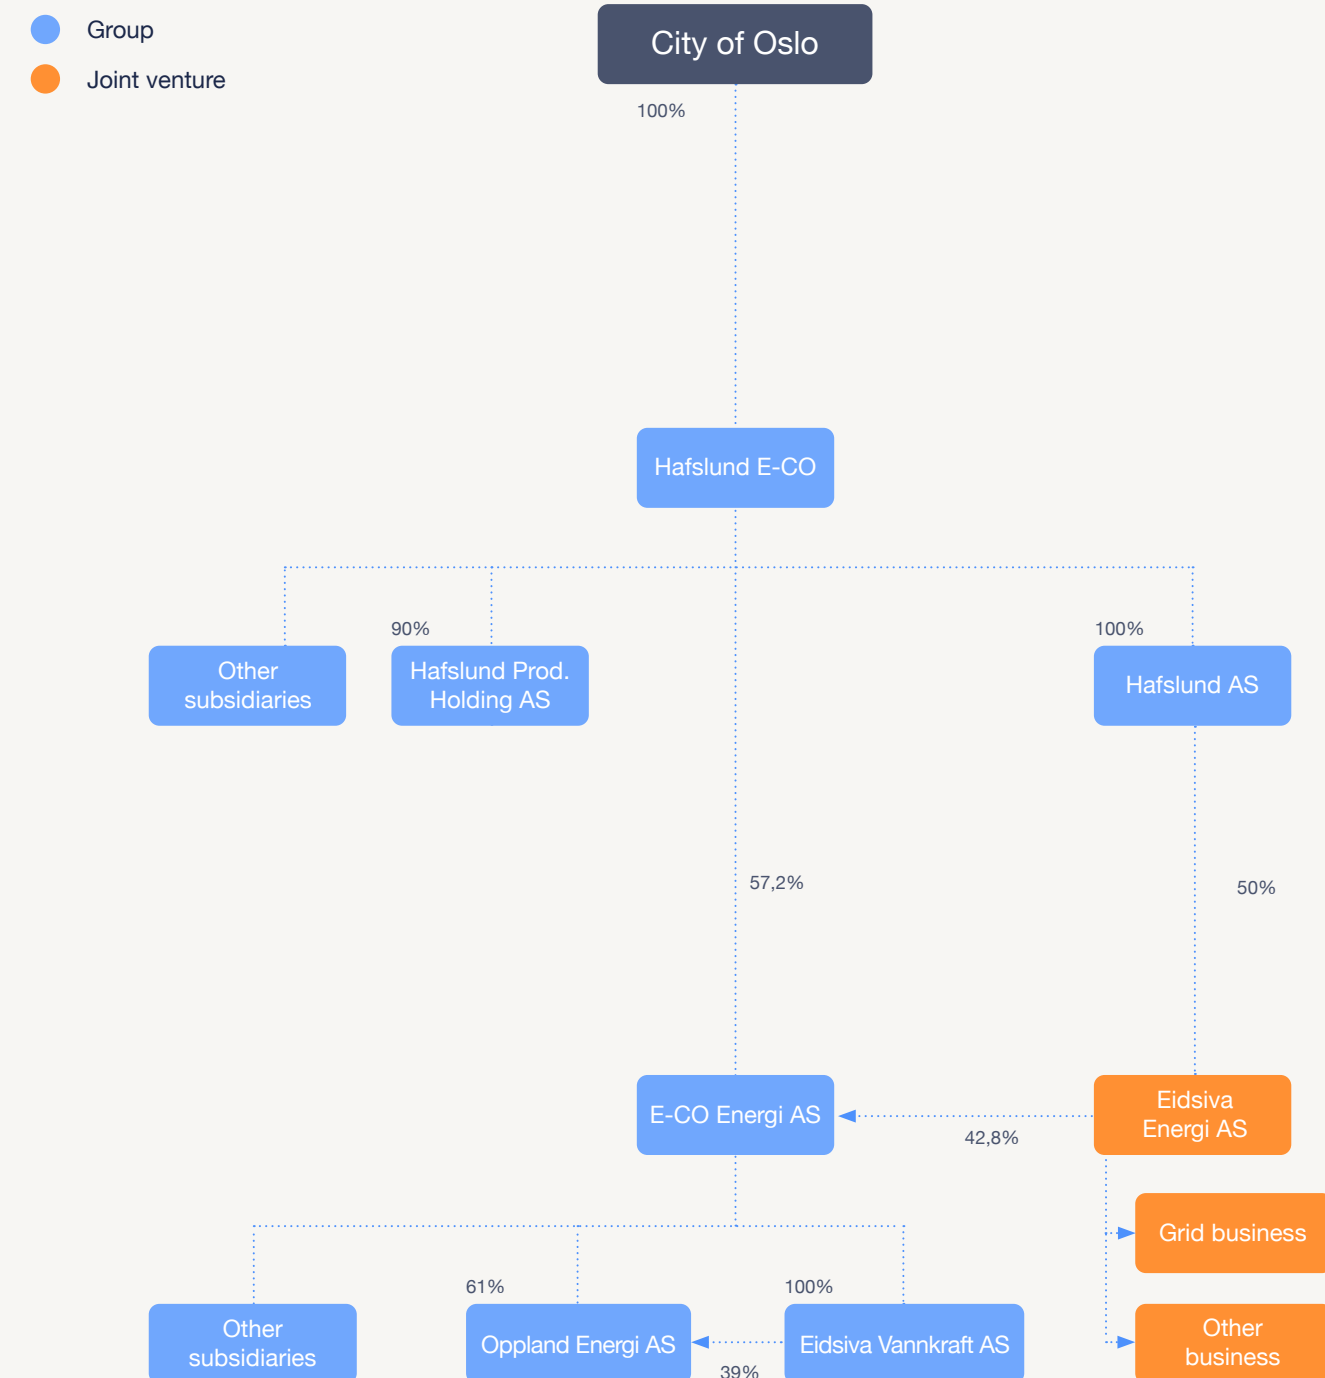 Group
Joint venture
City of Oslo
100%
Hafslund E-CO
90%
100%
Other
subsidiaries
Hafslund Prod.
Holding AS
Hafslund AS
57,2%
50%
E-CO Energi AS
Eidsiva
Energi AS
42,8%
Grid business
61%
100%
Other
subsidiaries
Oppland Energi AS
Eidsiva Vannkraft AS
Other
business
39%